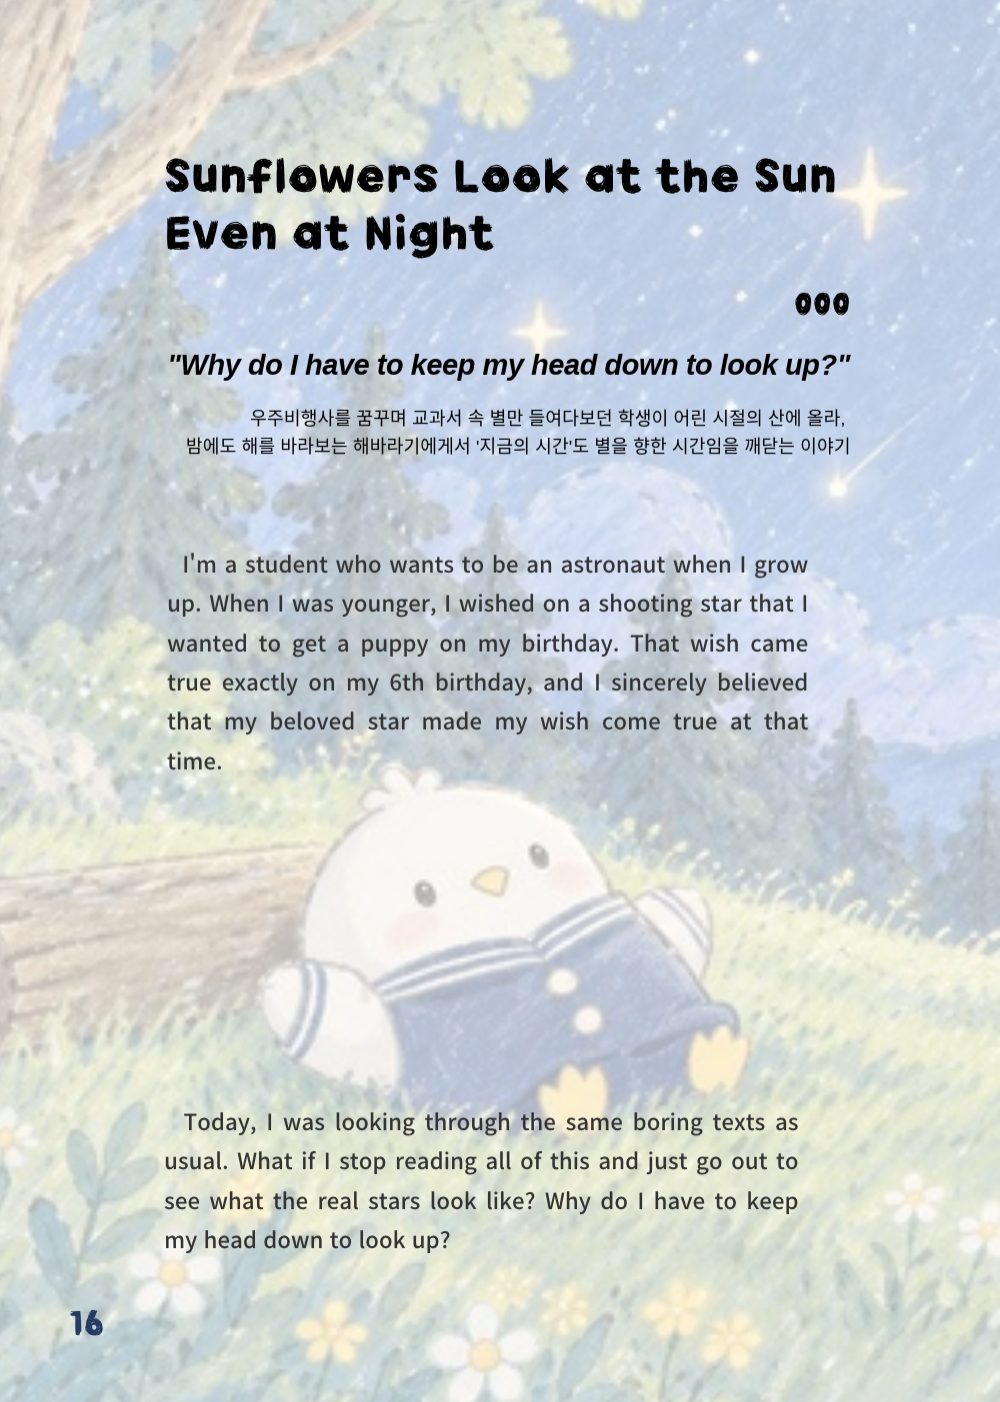 Sunflowers Look at the Sun
Even at Night
000
"Why do I have to keep my head down to look up?"
우주비행사를 꿈꾸며 교과서 속 별만 들여다보던 학생이 어린 시절의 산에 올라,
밤에도 해를 바라보는 해바라기에게서 '지금의 시간'도 별을 향한 시간임을 깨닫는 이야기
I'm a student who wants to be an astronaut when I grow
up. When I was younger, I wished on a shooting star that I
wanted to get a puppy on my birthday. That wish came
true exactly on my 6th birthday, and I sincerely believed
that my beloved star made my wish come true at that
time.
Today, I was looking through the same boring texts as
usual. What if I stop reading all of this and just go out to
see what the real stars look like? Why do I have to keep
my head down to look up?
16